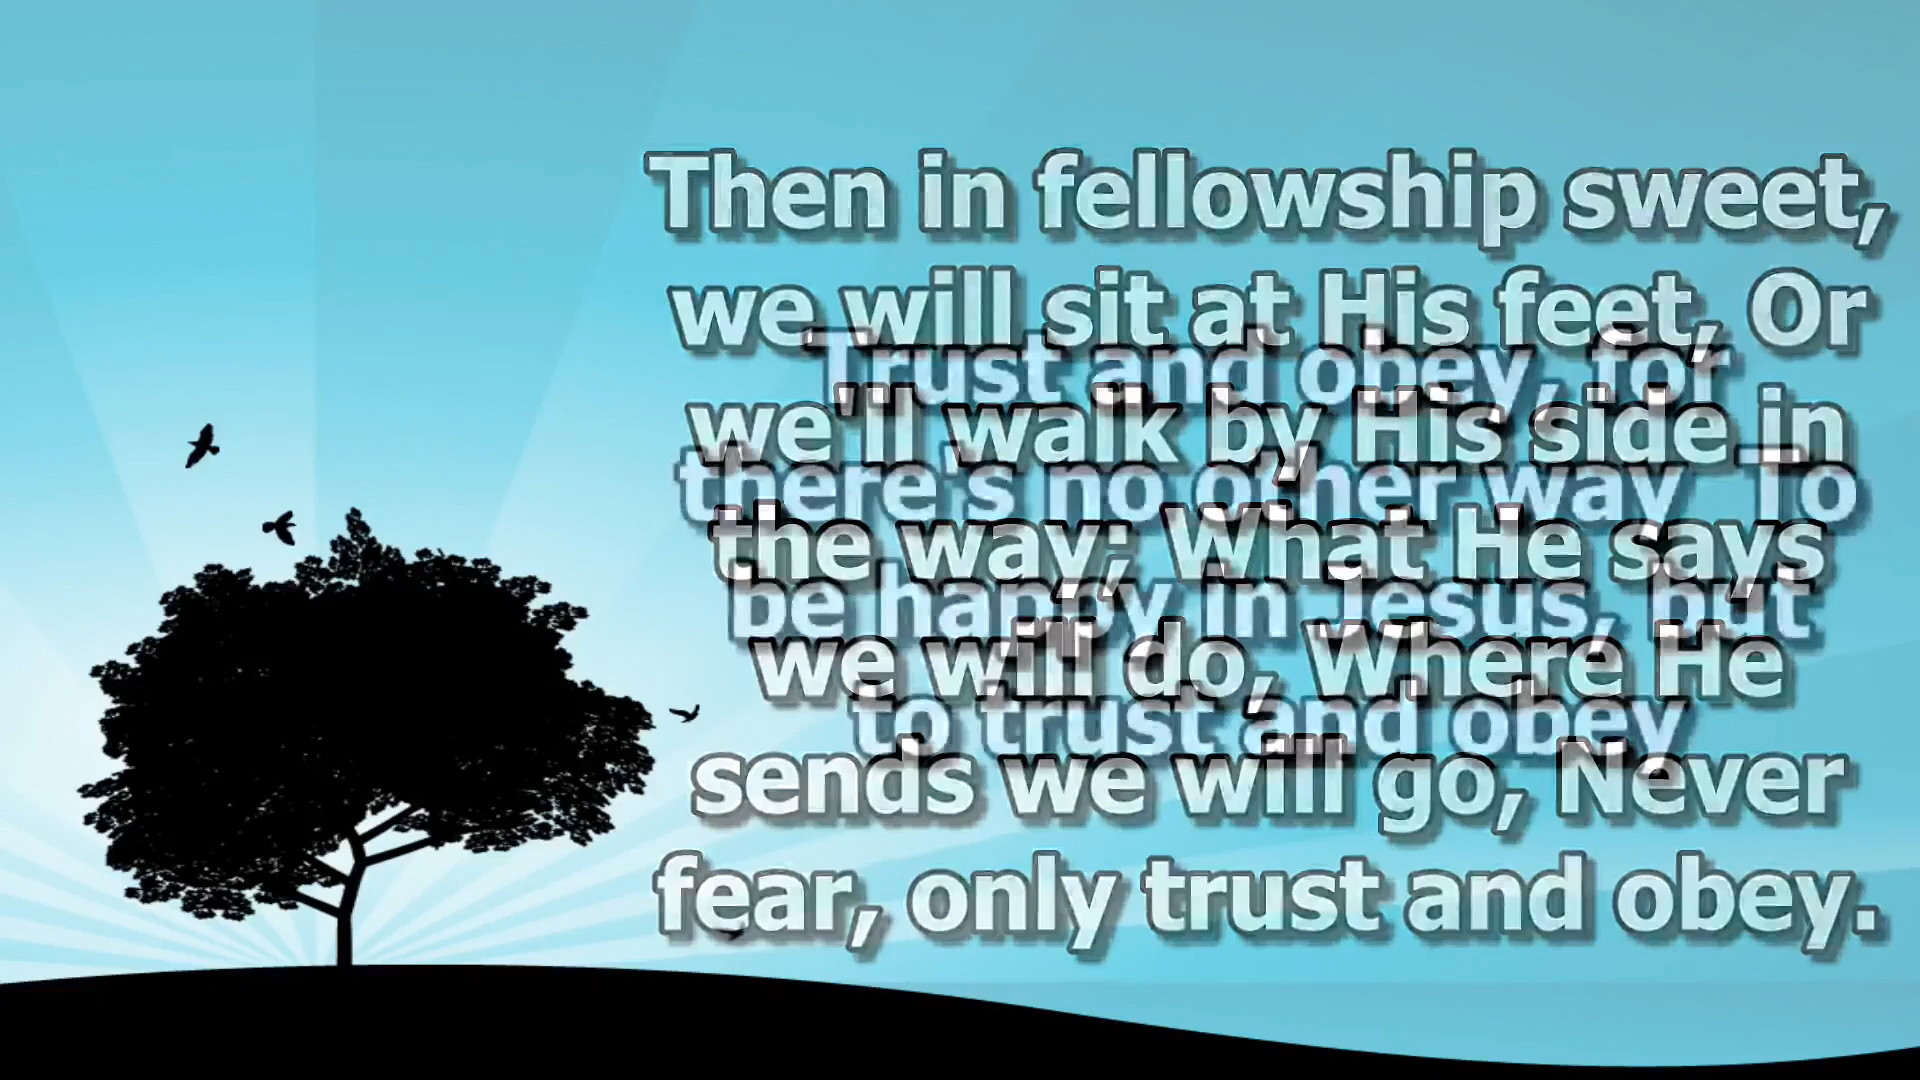 Then in fellowship sweet,
we will sit at His feet, Or
we'll walk by His side in
the way; What He says
we will do, Where He
sends we will go, Never
fear, only trust and obey.
Trust and obey, for
there's no other way To
be happy in Jesus, but
to trust and obey